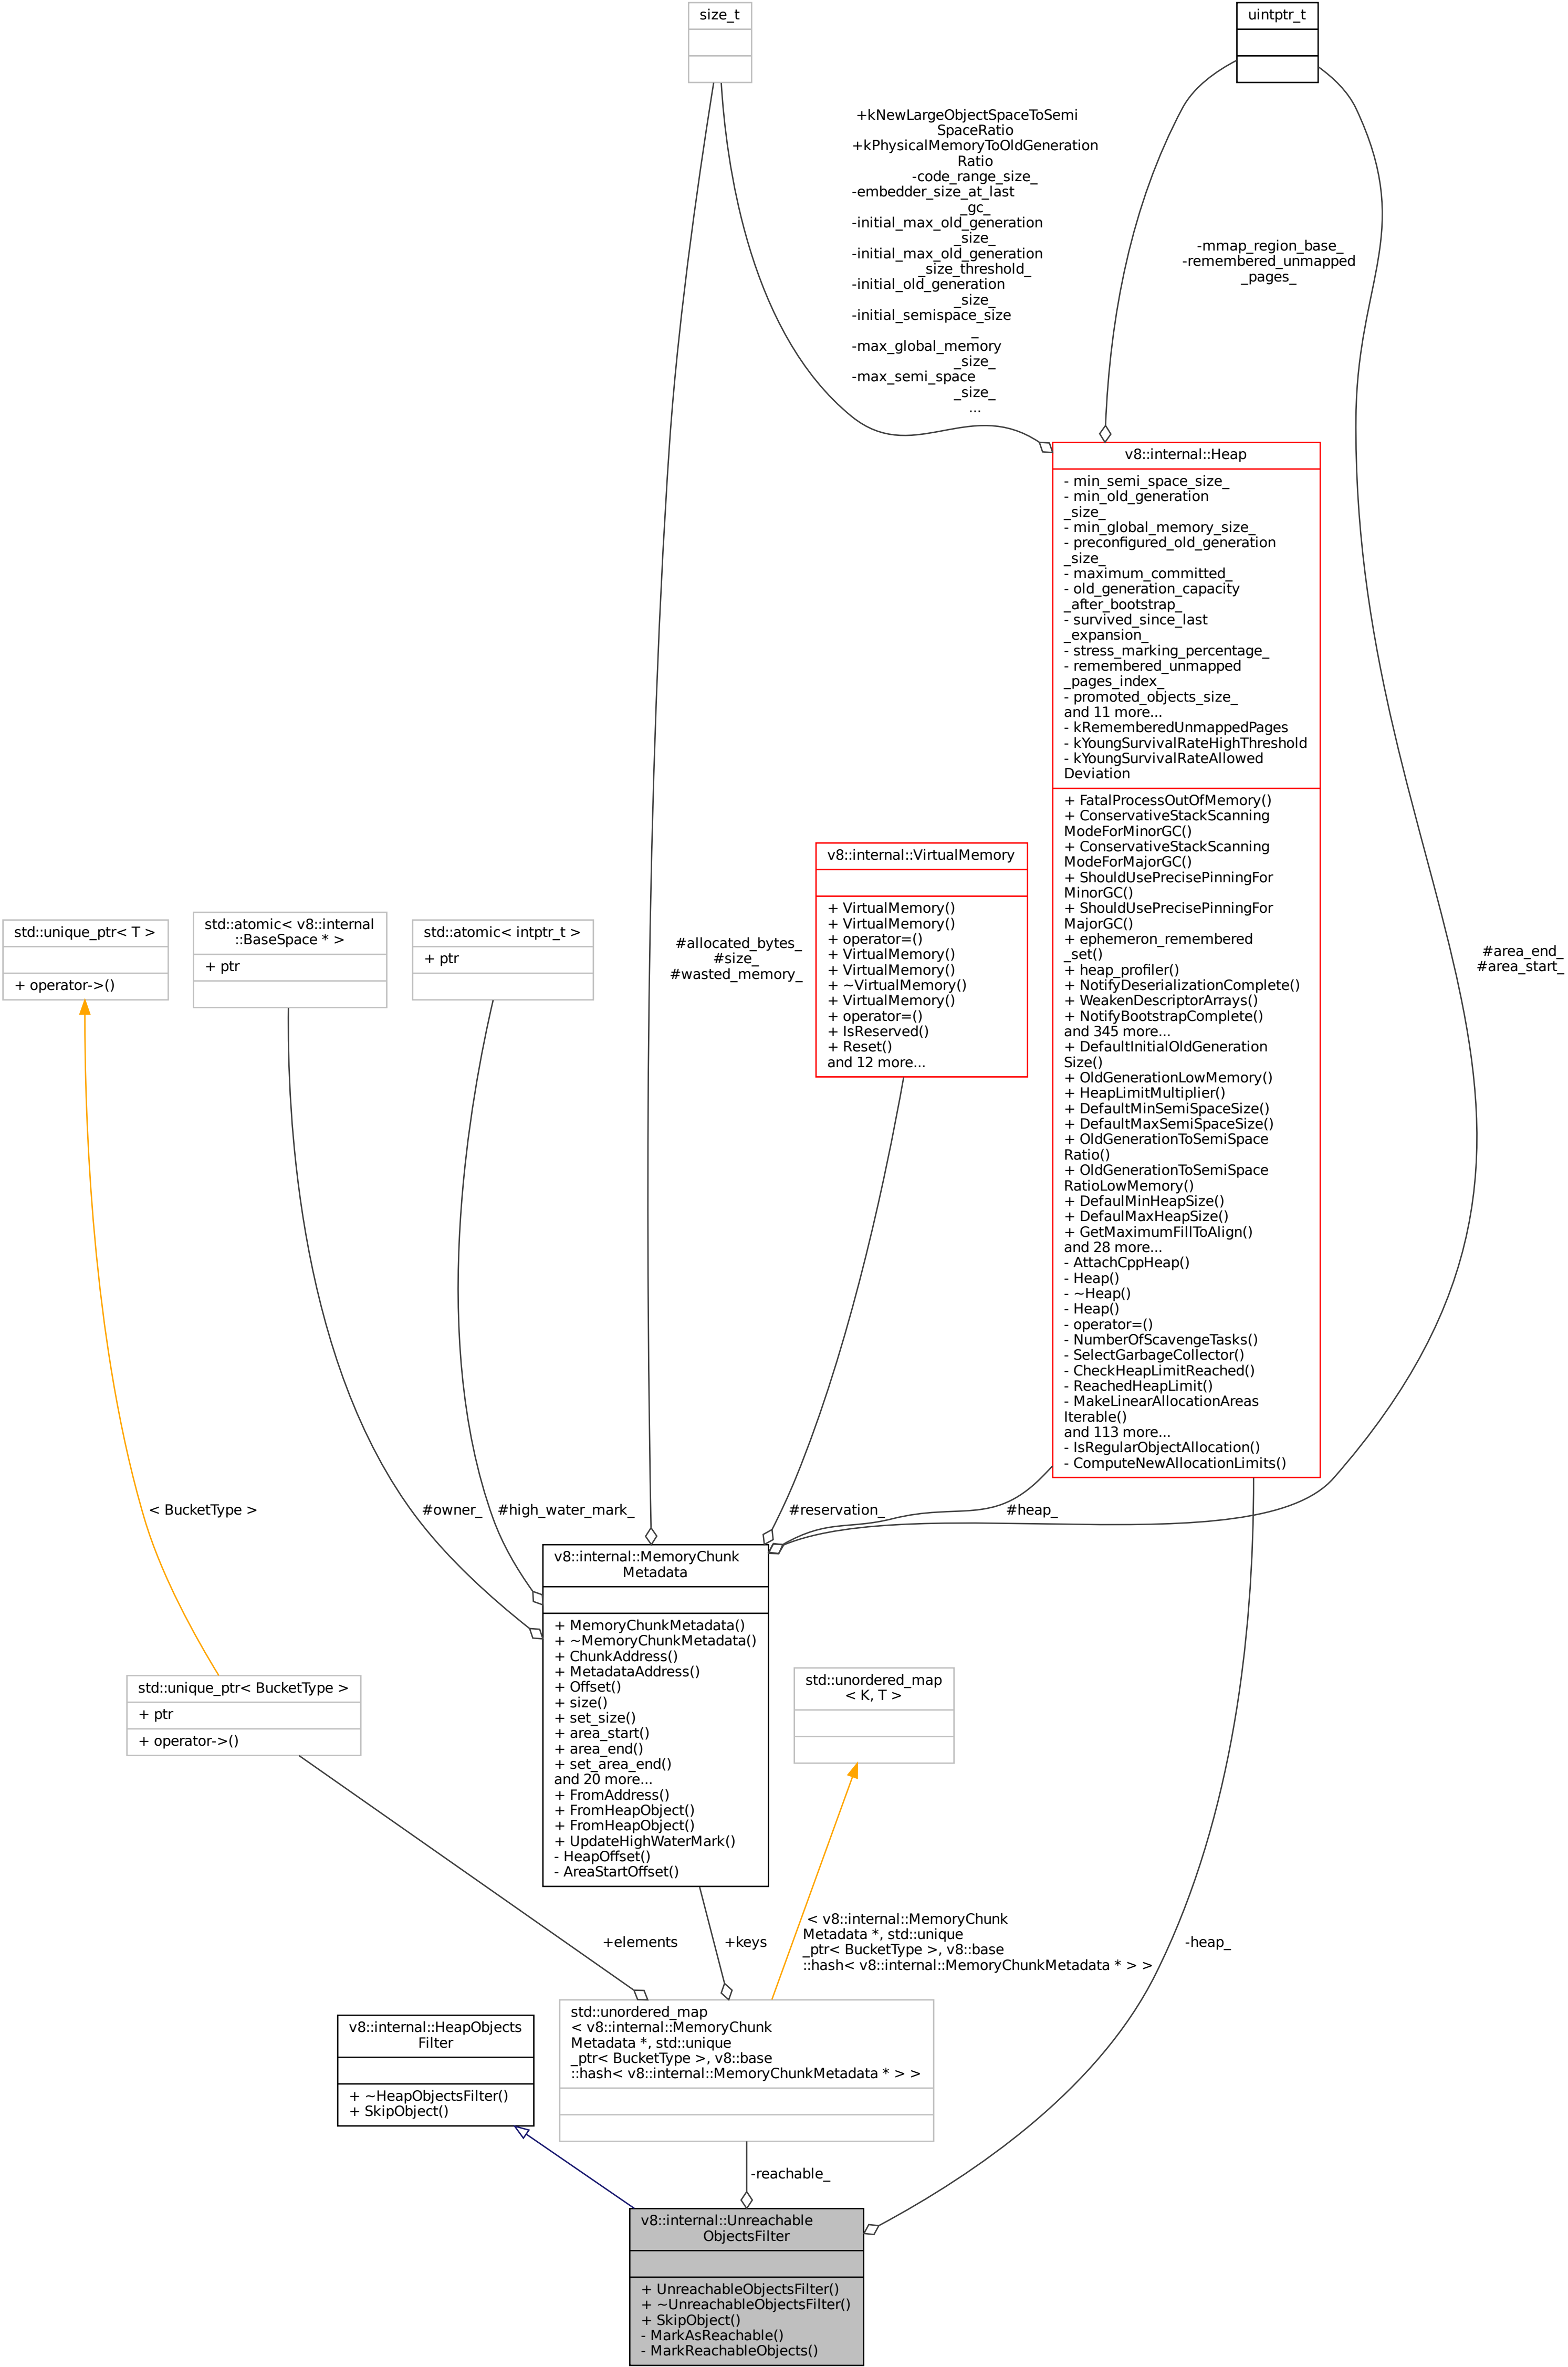 size_t
uintptr_t
+kNewLargeObjectSpaceToSemi
SpaceRatio
+kPhysicalMemoryToOldGeneration
Ratio
-code_range_size_
-embedder_size_at_last
_gc_
-initial_max_old_generation
_size_
-initial_max_old_generation
_size_threshold_
-initial_old_generation
_size_
-initial_semispace_size
_
-max_global_memory
_size_
-max_semi_space
_size_
...
-mmap_region_base_
-remembered_unmapped
_pages_
v8::internal::Heap
- min_semi_space_size_
- min_old_generation
_size_
- min_global_memory_size_
- preconfigured_old_generation
_size_
- maximum_committed_
- old_generation_capacity
_after_bootstrap_
- survived_since_last
_expansion_
- stress_marking_percentage_
- remembered_unmapped
_pages_index_
- promoted_objects_size_
and 11 more...
- kRememberedUnmappedPages
- kYoungSurvivalRateHighThreshold
- kYoungSurvivalRateAllowed
Deviation
+ FatalProcessOutOfMemory()
+ ConservativeStackScanning
ModeForMinorGC()
+ ConservativeStackScanning
ModeForMajorGC()
+ ShouldUsePrecisePinningFor
MinorGC()
+ ShouldUsePrecisePinningFor
MajorGC()
+ ephemeron_remembered
_set()
+ heap_profiler()
+ NotifyDeserializationComplete()
+ WeakenDescriptorArrays()
+ NotifyBootstrapComplete()
and 345 more...
+ DefaultInitialOldGeneration
Size()
+ OldGenerationLowMemory()
+ HeapLimitMultiplier()
+ DefaultMinSemiSpaceSize()
+ DefaultMaxSemiSpaceSize()
+ OldGenerationToSemiSpace
Ratio()
+ OldGenerationToSemiSpace
RatioLowMemory()
+ DefaulMinHeapSize()
+ DefaulMaxHeapSize()
+ GetMaximumFillToAlign()
and 28 more...
- AttachCppHeap()
- Heap()
- ~Heap()
- Heap()
- operator=()
- NumberOfScavengeTasks()
- SelectGarbageCollector()
- CheckHeapLimitReached()
- ReachedHeapLimit()
- MakeLinearAllocationAreas
Iterable()
and 113 more...
- IsRegularObjectAllocation()
- ComputeNewAllocationLimits()
v8::internal::VirtualMemory
+ VirtualMemory()
+ VirtualMemory()
+ operator=()
+ VirtualMemory()
+ VirtualMemory()
+ ~VirtualMemory()
+ VirtualMemory()
+ operator=()
+ IsReserved()
+ Reset()
and 12 more...
std::unique_ptr< T >
+ operator->()
std::atomic< v8::internal
::BaseSpace * >
+ ptr
std::atomic< intptr_t >
+ ptr
#allocated_bytes_
#size_
#wasted_memory_
#area_end_
#area_start_
< BucketType >
#owner_
#high_water_mark_
#reservation_
#heap_
v8::internal::MemoryChunk
Metadata
+ MemoryChunkMetadata()
+ ~MemoryChunkMetadata()
+ ChunkAddress()
+ MetadataAddress()
+ Offset()
+ size()
+ set_size()
+ area_start()
+ area_end()
+ set_area_end()
and 20 more...
+ FromAddress()
+ FromHeapObject()
+ FromHeapObject()
+ UpdateHighWaterMark()
- HeapOffset()
- AreaStartOffset()
std::unique_ptr< BucketType >
+ ptr
+ operator->()
std::unordered_map
< K, T >
+elements
+keys
< v8::internal::MemoryChunk
Metadata *, std::unique
_ptr< BucketType >, v8::base
::hash< v8::internal::MemoryChunkMetadata * > >
-heap_
v8::internal::HeapObjects
Filter
+ ~HeapObjectsFilter()
+ SkipObject()
std::unordered_map
< v8::internal::MemoryChunk
Metadata *, std::unique
_ptr< BucketType >, v8::base
::hash< v8::internal::MemoryChunkMetadata * > >
-reachable_
v8::internal::Unreachable
ObjectsFilter
+ UnreachableObjectsFilter()
+ ~UnreachableObjectsFilter()
+ SkipObject()
- MarkAsReachable()
- MarkReachableObjects()